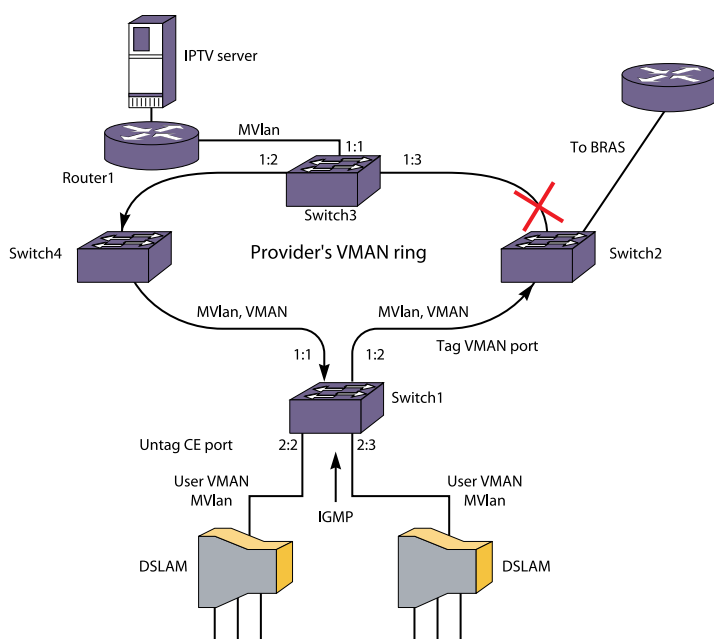 IPTV server
MVlan
To BRAS
1:1
1:2
1:3
Router1
Switch3
Switch4
Provider's VMAN ring
Switch2
MVlan, VMAN
MVlan, VMAN
Tag VMAN port
1:1
1:2
Switch1
Untag CE port
2:2
2:3
User VMAN
MVlan
IGMP
User VMAN
MVlan
DSLAM
DSLAM